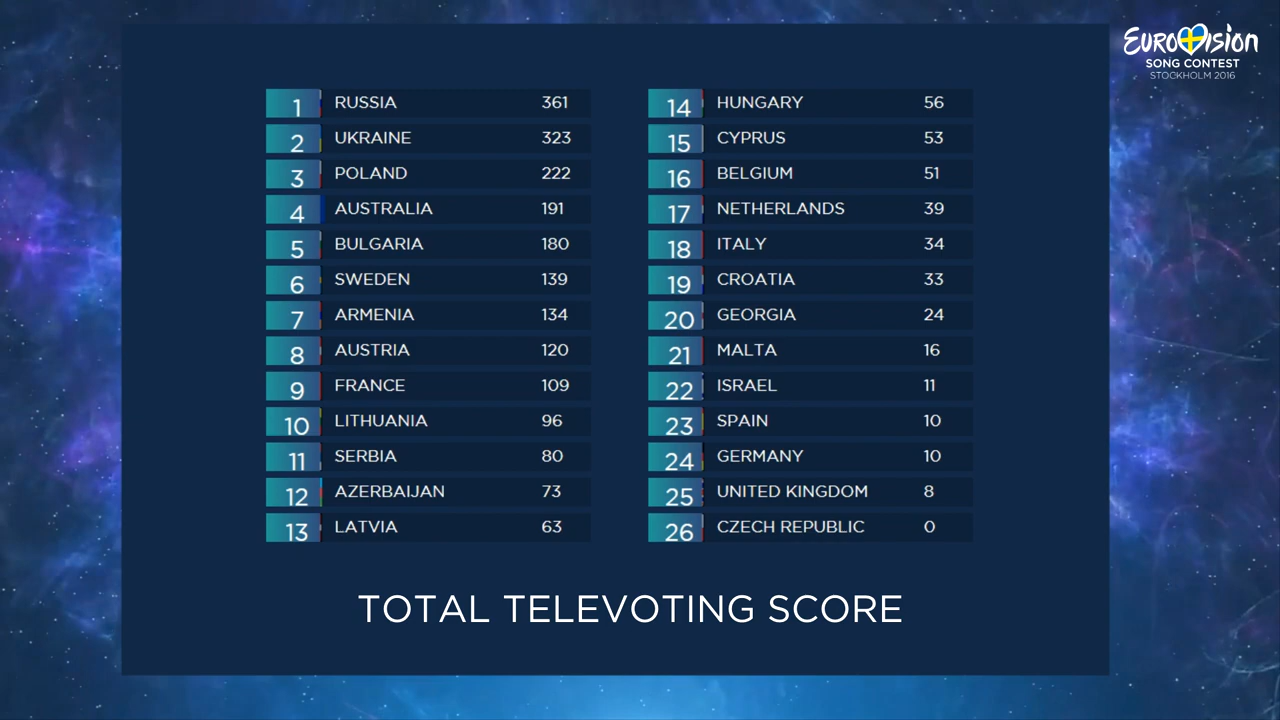 EUROVISION
SONG CONTEST
STOCKHOLM 2016
1 RUSSIA 361
2 UKRAINE 323
3 POLAND 222
4 AUSTRALIA 191
5 BULGARIA 180
6 SWEDEN 139
7 ARMENIA 134
8 AUSTRIA 120
9 FRANCE 109
10 LITHUANIA 96
11 SERBIA 80
12 AZERBAIJAN 73
13 LATVIA 63
14 HUNGARY 56
15 CYPRUS 53
16 BELGIUM 51
17 NETHERLANDS 39
18 ITALY 34
19 CROATIA 33
20 GEORGIA 24
21 MALTA 16
22 ISRAEL 11
23 SPAIN 10
24 GERMANY 10
25 UNITED KINGDOM 8
26 CZECH REPUBLIC 0
TOTAL TELEVOTING SCORE